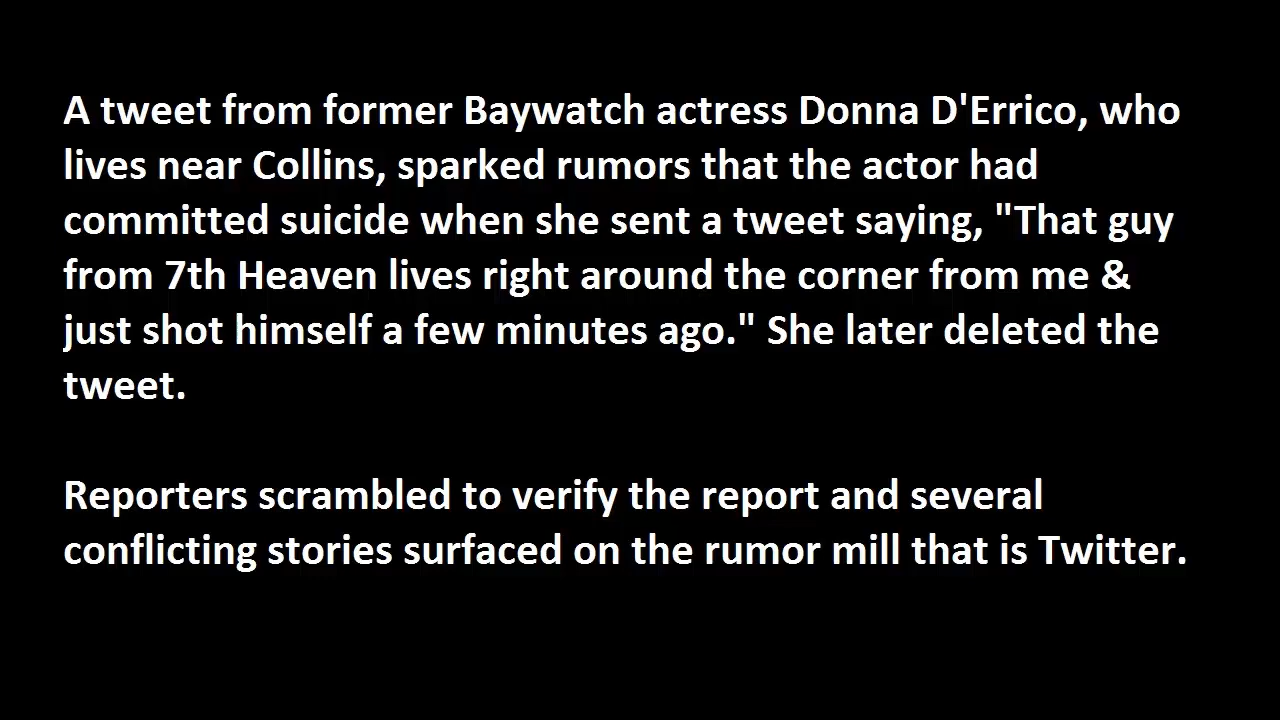 A tweet from former Baywatch actress Donna D'Errico, who
lives near Collins, sparked rumors that the actor had
committed suicide when she sent a tweet saying, "That guy
from 7th Heaven lives right around the corner from me &
just shot himself a few minutes ago." She later deleted the
tweet.
Reporters scrambled to verify the report and several
conflicting stories surfaced on the rumor mill that is Twitter.